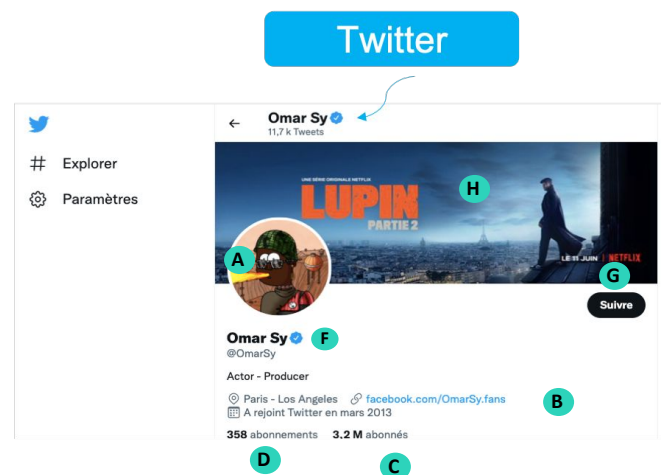 Twitter
Omar Sy
11,7 k Tweets
Explorer
Paramètres
UNE SÉRIE ORIGINALE NETFLIX
LUPIN
PARTIE 2
H
A
LE 11 JUIN | NETFLIX
G
Suivre
Omar Sy
F
@OmarSy
Actor - Producer
Paris - Los Angeles facebook.com/OmarSy.fans
B
A rejoint Twitter en mars 2013
358 abonnements 3,2 M abonnés
D
C